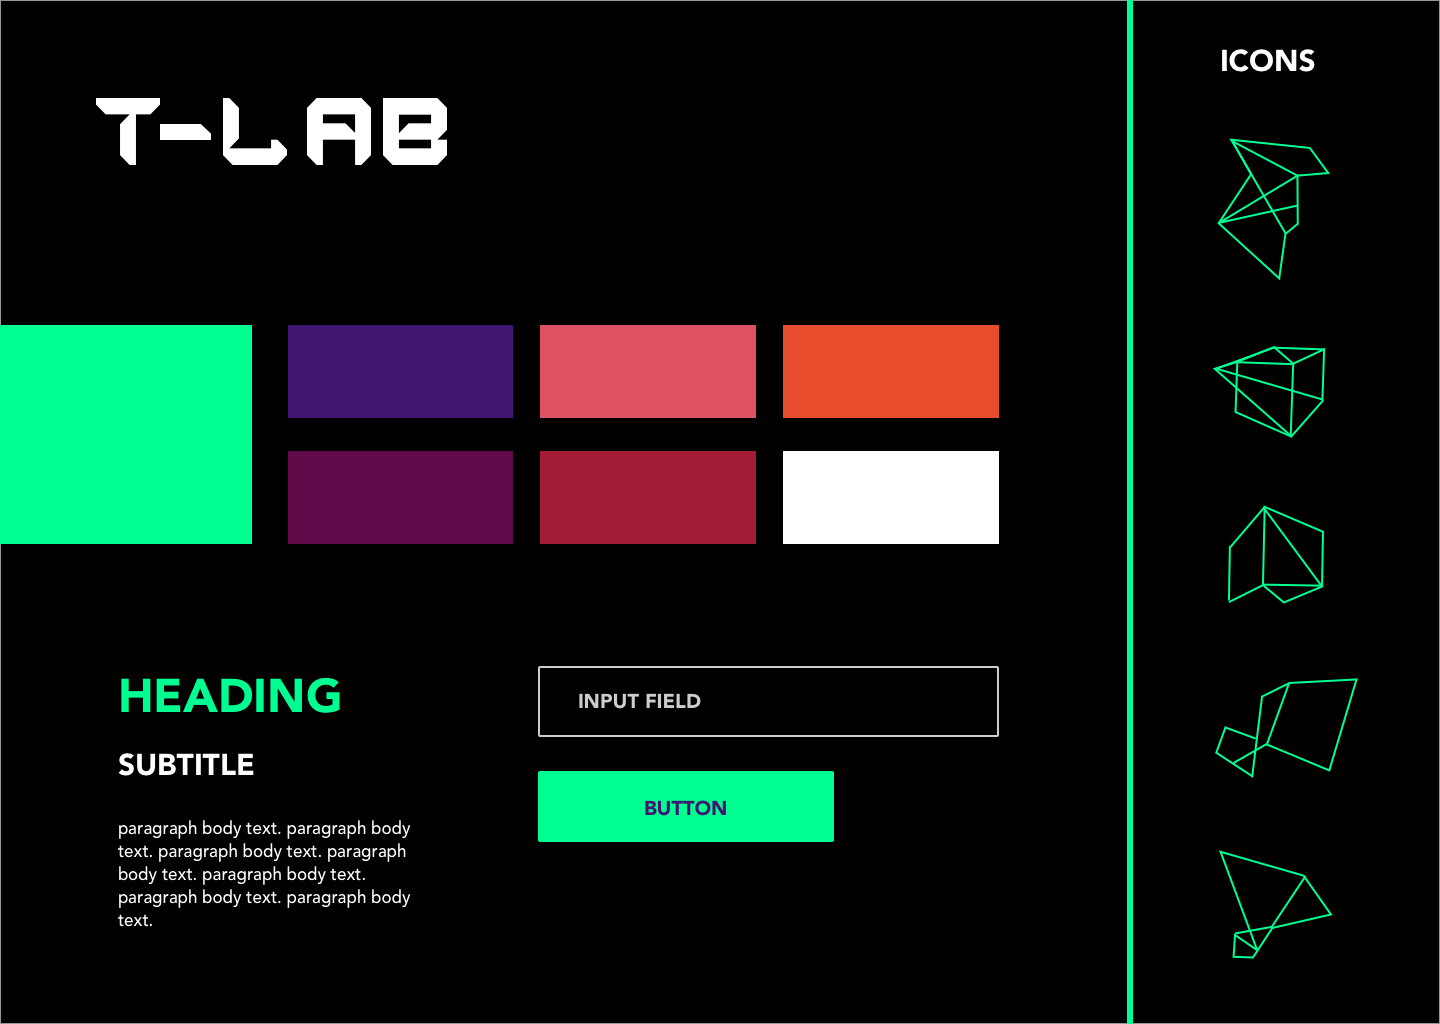 T-LAB
HEADING
SUBTITLE
paragraph body text. paragraph body
text. paragraph body text. paragraph
body text. paragraph body text.
paragraph body text. paragraph body
text.
INPUT FIELD
BUTTON
ICONS